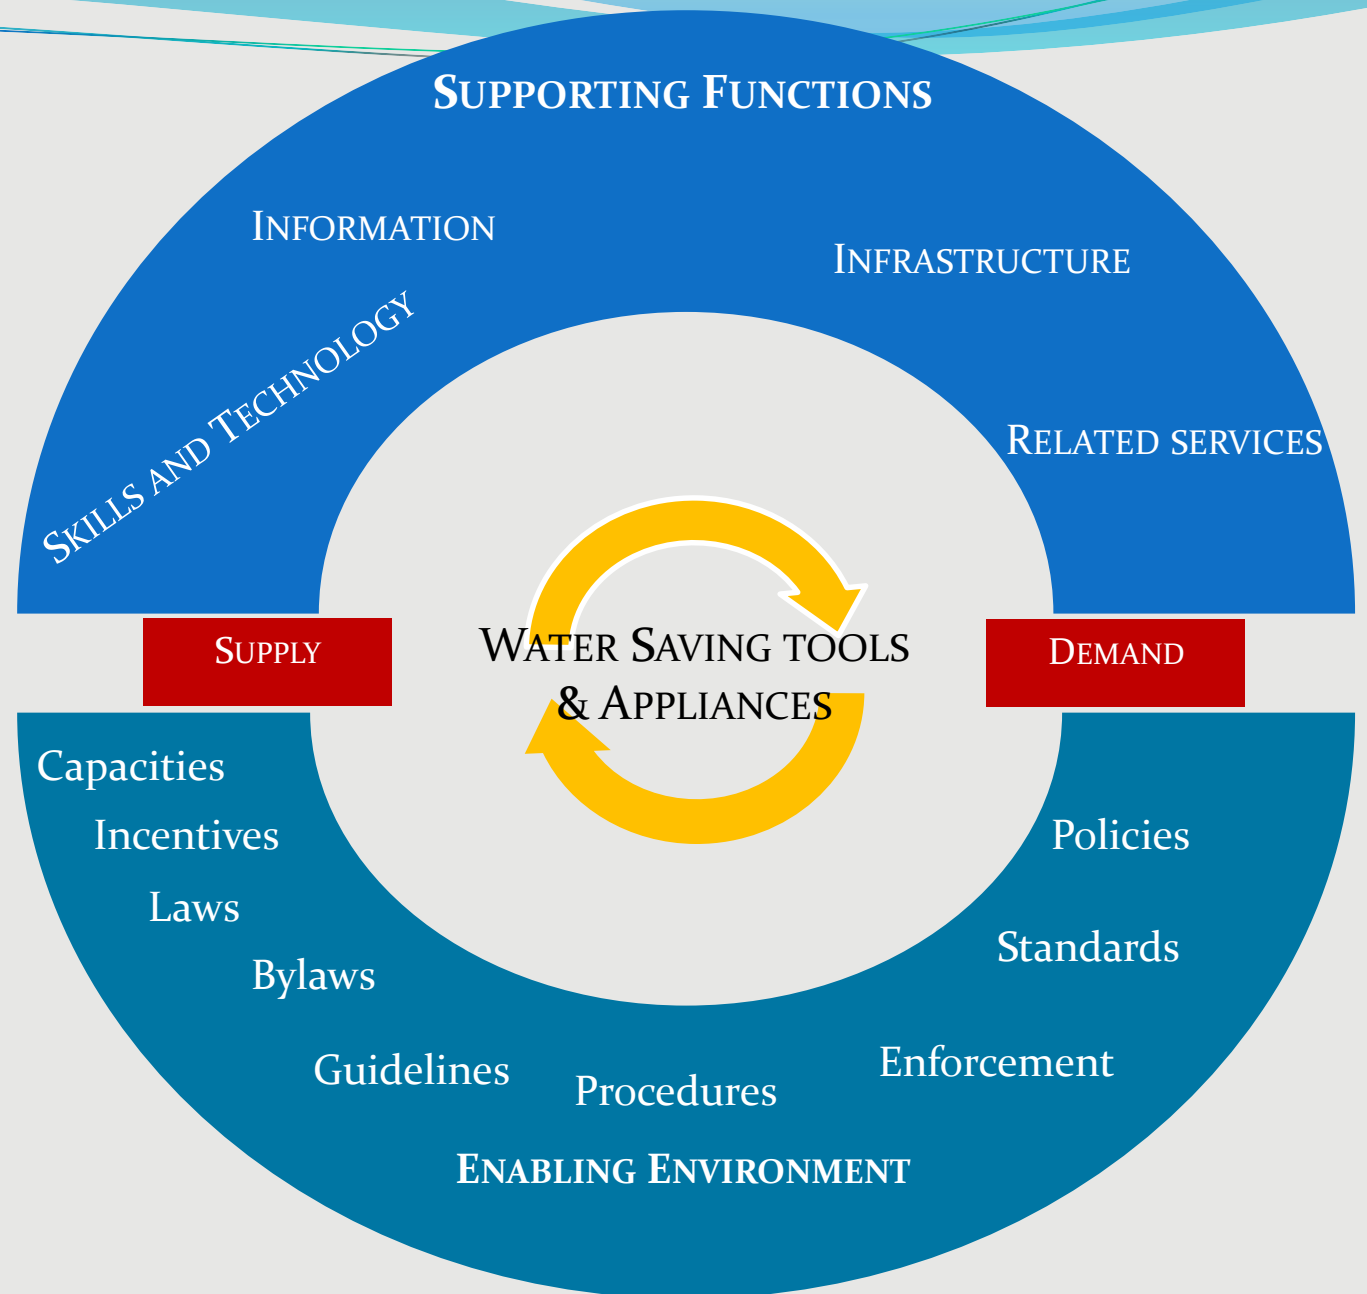 SUPPORTING FUNCTIONS
INFORMATION
INFRASTRUCTURE
SKILLS AND TECHNOLOGY
RELATED SERVICES
SUPPLY
WATER SAVING TOOLS
& APPLIANCES
DEMAND
Capacities
Incentives
Laws
Bylaws
Guidelines
Procedures
Enforcement
Standards
Policies
ENABLING ENVIRONMENT